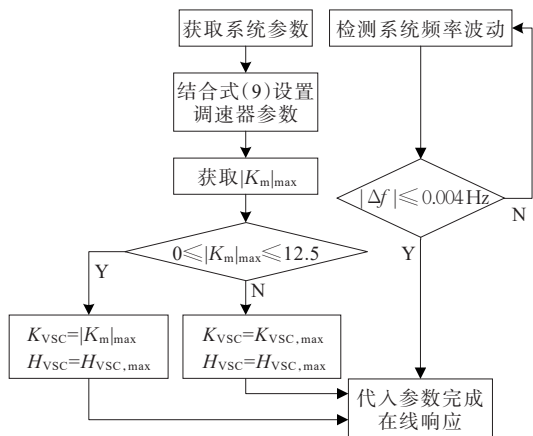 获取系统参数
检测系统频率波动
结合式(9)设置
调速器参数
获取|Km|max
|Δf|≤0.004Hz
N
Y
0≤|Km|max≤12.5
Y
N
KVSC=|Km|max
HVSC=HVSC,max
KVSC=KVSC,max
HVSC=HVSC,max
代入参数完成
在线响应